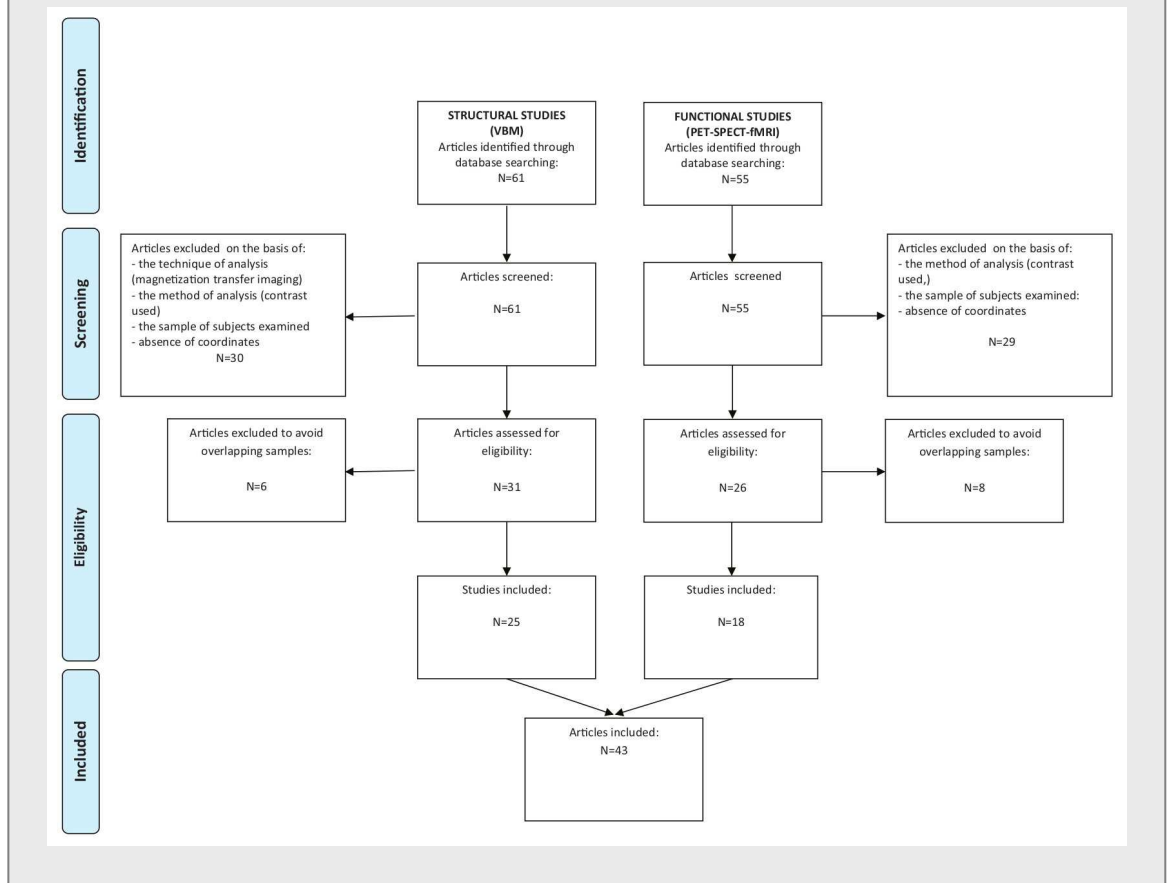 Identification
STRUCTURAL STUDIES
(VBM)
Articles identified through
database searching:
N=61
FUNCTIONAL STUDIES
(PET-SPECT-fMRI)
Articles identified through
database searching:
N=55
Screening
Articles excluded on the basis of:
- the technique of analysis
(magnetization transfer imaging)
- the method of analysis (contrast
used)
- the sample of subjects examined
- absence of coordinates
N=30
Articles screened:
N=61
Articles screened
N=55
Articles excluded on the basis of:
- the method of analysis (contrast
used,)
- the sample of subjects examined:
- absence of coordinates
N=29
Eligibility
Articles excluded to avoid
overlapping samples:
N=6
Articles assessed for
eligibility:
N=31
Articles assessed for
eligibility:
N=26
Articles excluded to avoid
overlapping samples:
N=8
Studies included:
N=25
Studies included:
N=18
Included
Articles included:
N=43